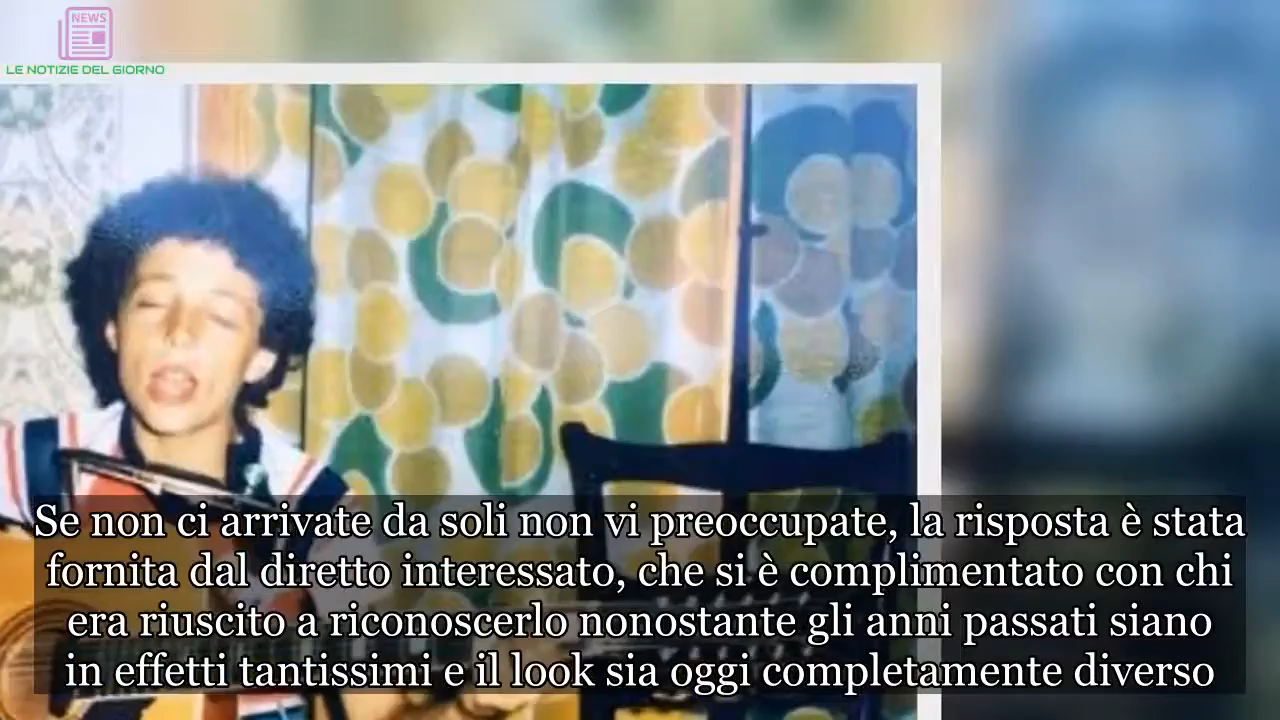 NEWS
LE NOTIZIE DEL GIORNO
Se non ci arrivate da soli non vi preoccupate, la risposta è stata
fornita dal diretto interessato, che si è complimentato con chi
era riuscito a riconoscerlo nonostante gli anni passati siano
in effetti tantissimi e il look sia oggi completamente diverso